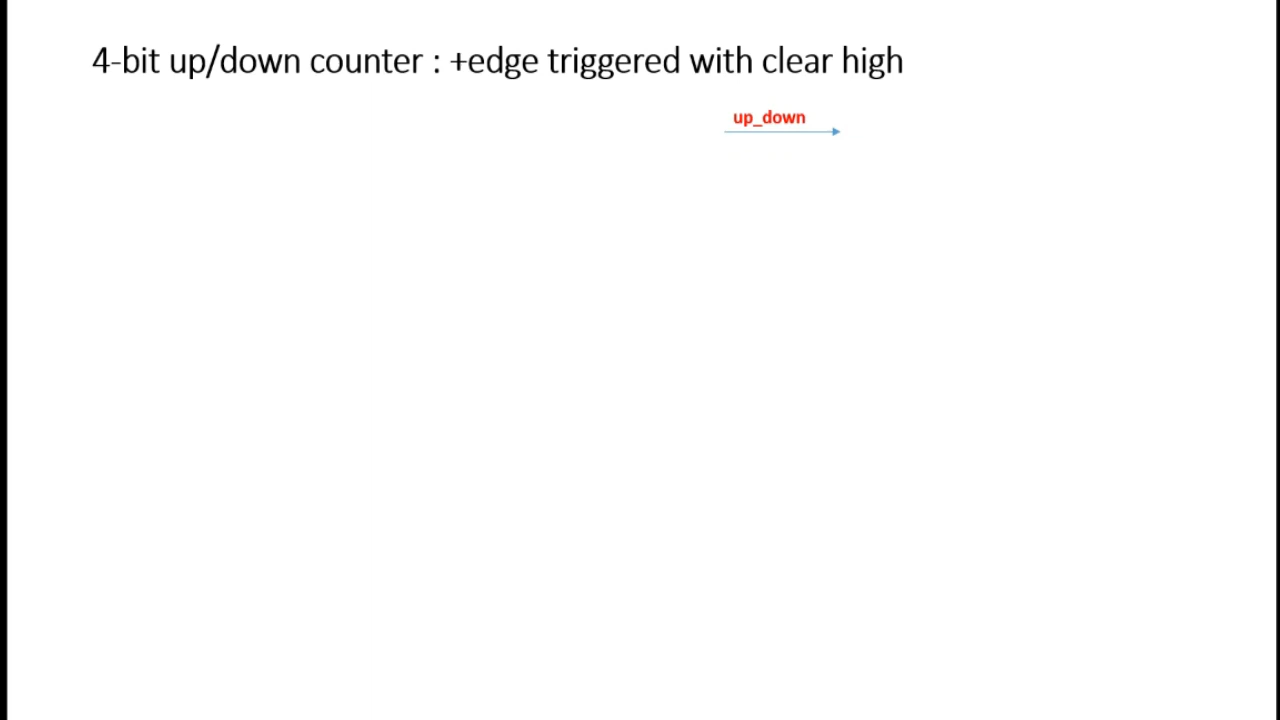 4-bit up/down counter : +edge triggered with clear high
up_down